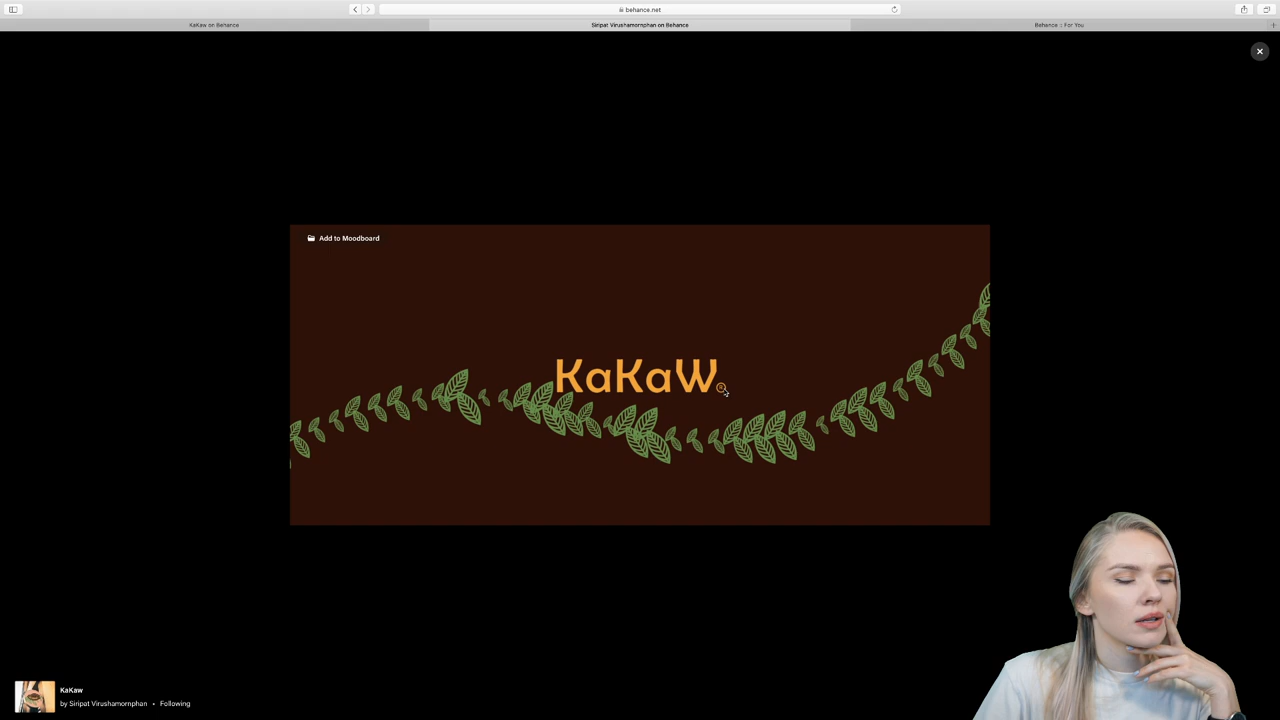 behance.net
KaKaw on Behance
Siripat Virushamornphan on Behance
Behance :: For You
Add to Moodboard
KaKaW
KaKaw
by Siripat Virushamornphan • Following